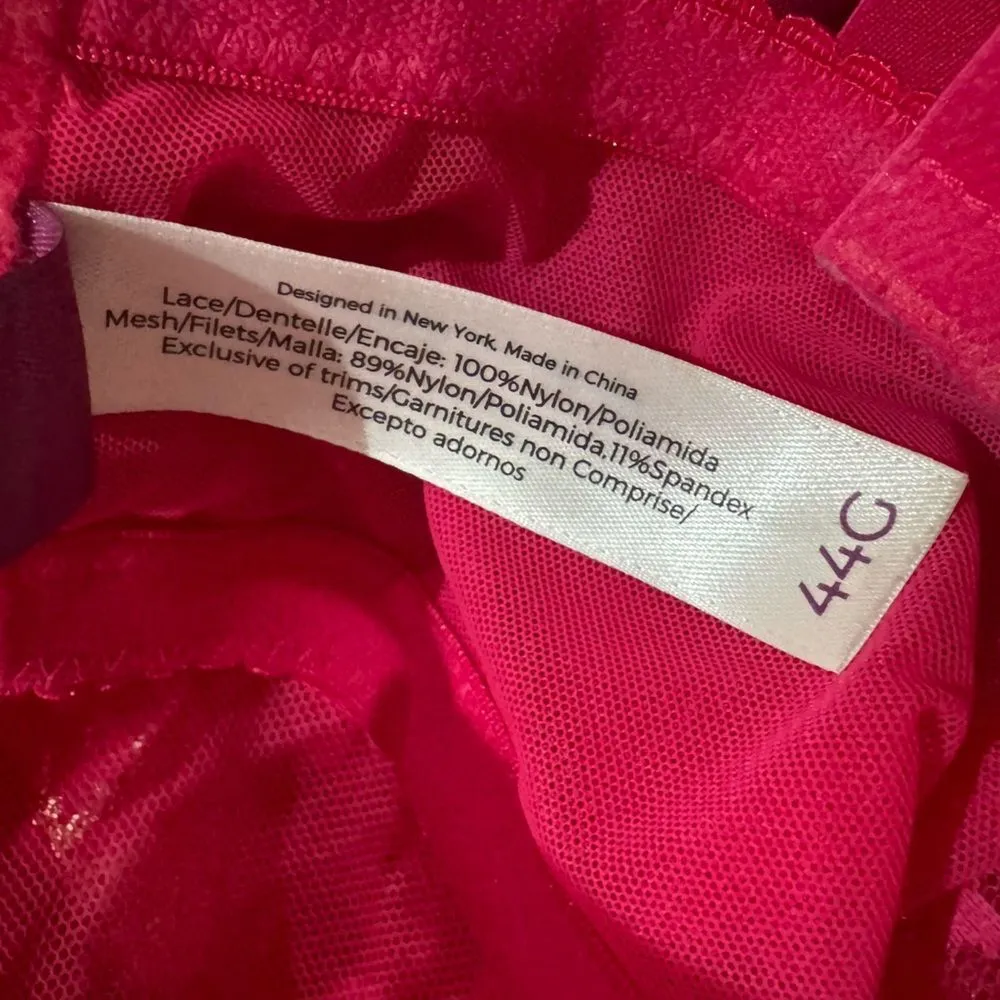 Designed in New York. Made in China
Lace/Dentelle/Encaje: 100%Nylon/Poliamida
Mesh/Filets/Malla: 89%Nylon/Poliamida,11%Spandex
Exclusive of trims/Garnitures non Comprise/
Excepto adornos
44G